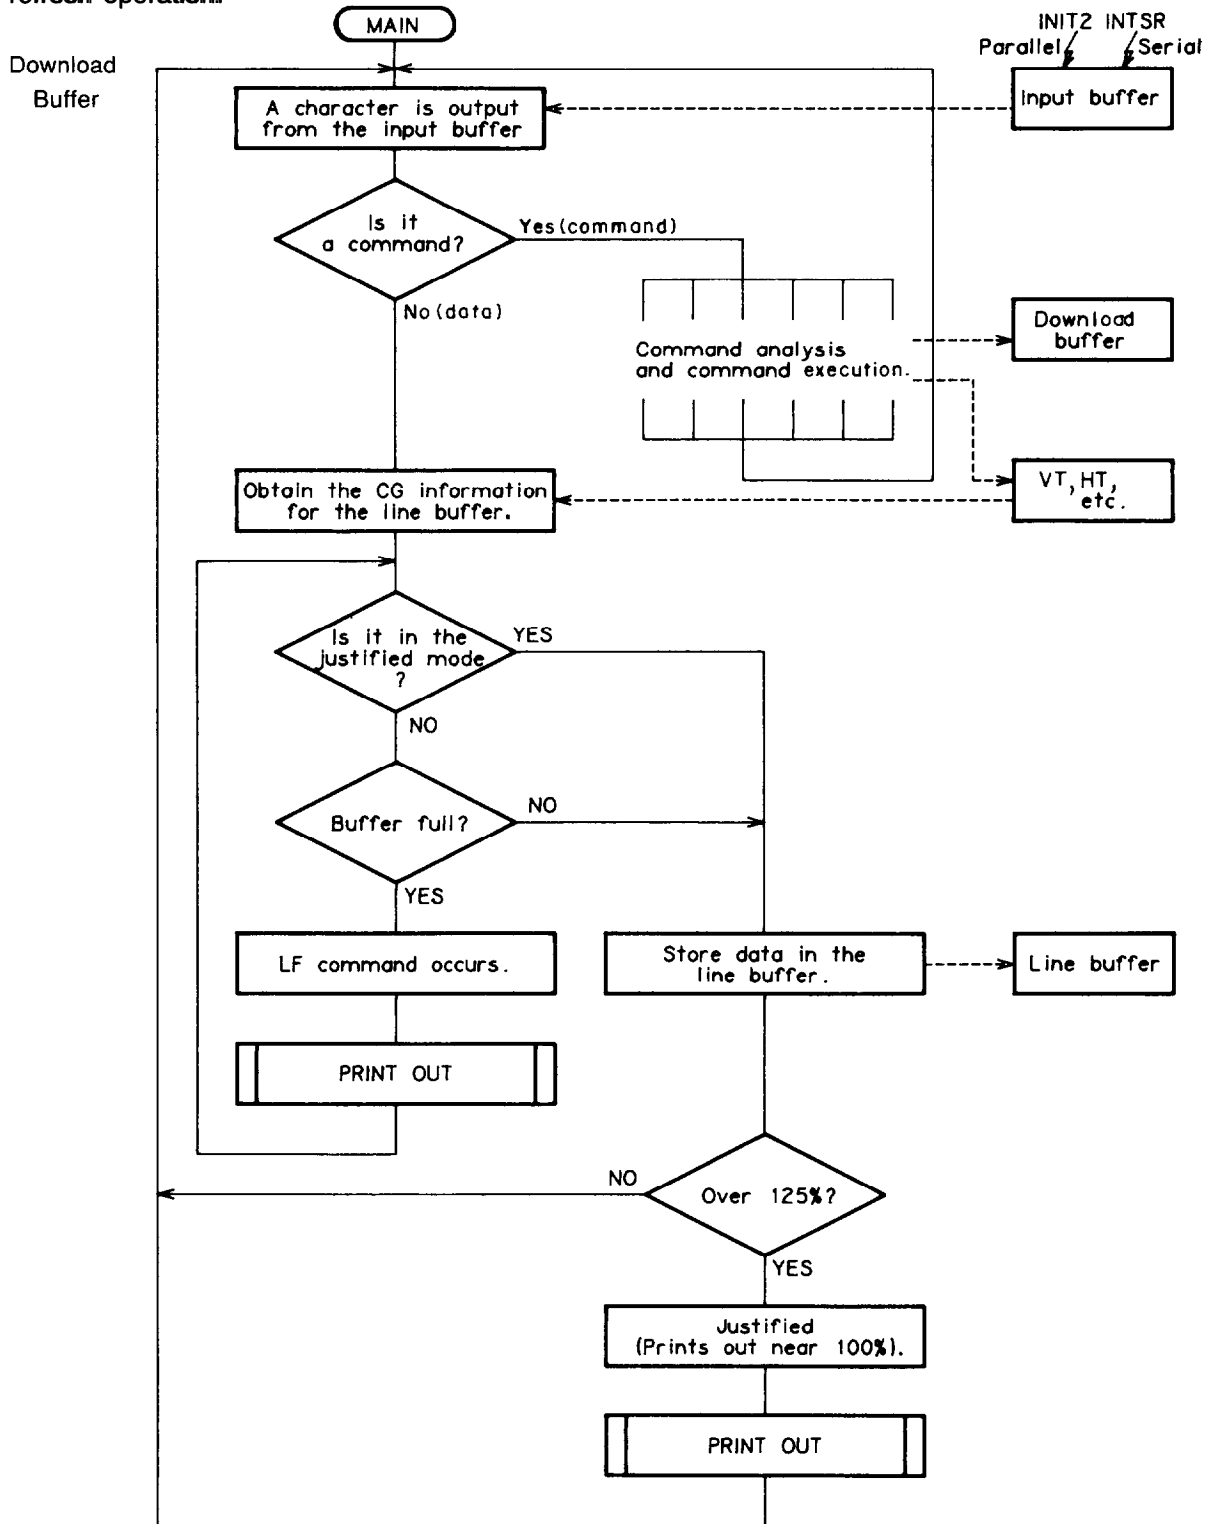 refresh operation.
MAIN
INIT2 INTSR
Parallel Serial
Download
Buffer
A character is output
from the input buffer
Input buffer
Is it
a command?
Yes(command)
No(data)
Command analysis
and command execution.
Download
buffer
Obtain the CG information
for the line buffer.
VT, HT,
etc.
Is it in the
justified mode
?
YES
NO
Buffer full?
NO
YES
LF command occurs.
Store data in the
line buffer.
Line buffer
PRINT OUT
NO
Over 125%?
YES
Justified
(Prints out near 100%).
PRINT OUT